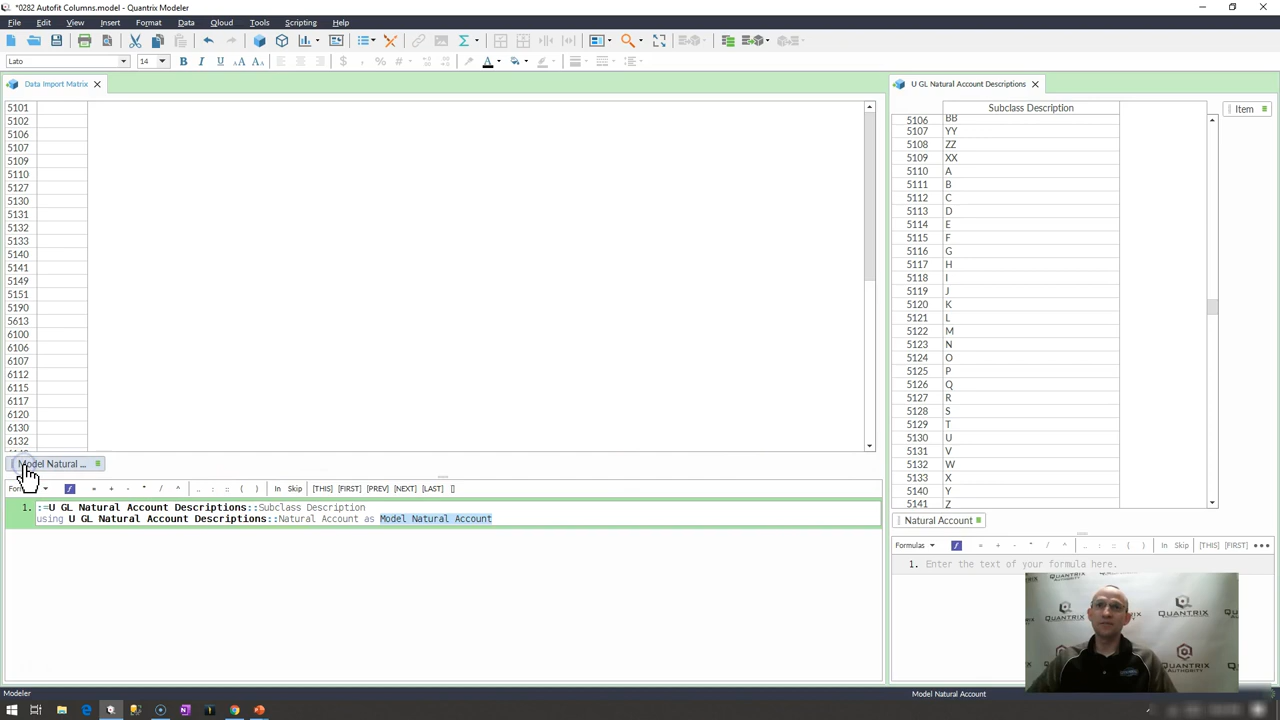 *0282 Autofit Columns.model - Quantrix Modeler
File Edit View Insert Format Data Qloud Tools Scripting Help
Lato 14
Data Import Matrix
5101
5102
5106
5107
5109
5110
5127
5130
5131
5132
5133
5140
5141
5149
5151
5190
5613
6100
6106
6107
6112
6115
6117
6120
6130
6132
Model Natural ...
In Skip [THIS] [FIRST] [PREV] [NEXT] [LAST] []
1. :=U GL Natural Account Descriptions::Subclass Description
using U GL Natural Account Descriptions::Natural Account as Model Natural Account
U GL Natural Account Descriptions
Subclass Description
Item
5106 BB
5107 YY
5108 ZZ
5109 XX
5110 A
5111 B
5112 C
5113 D
5114 E
5115 F
5116 G
5117 H
5118 I
5119 J
5120 K
5121 L
5122 M
5123 N
5124 O
5125 P
5126 Q
5127 R
5128 S
5129 T
5130 U
5131 V
5132 W
5133 X
5140 Y
5141 Z
Natural Account
Formulas = + - * / ^ .. : :: ( ) In Skip [THIS] [FIRST] •••
1. Enter the text of your formula here.
QUANTRIX
QUANTRIX
AUTHORITY
Modeler
Model Natural Account